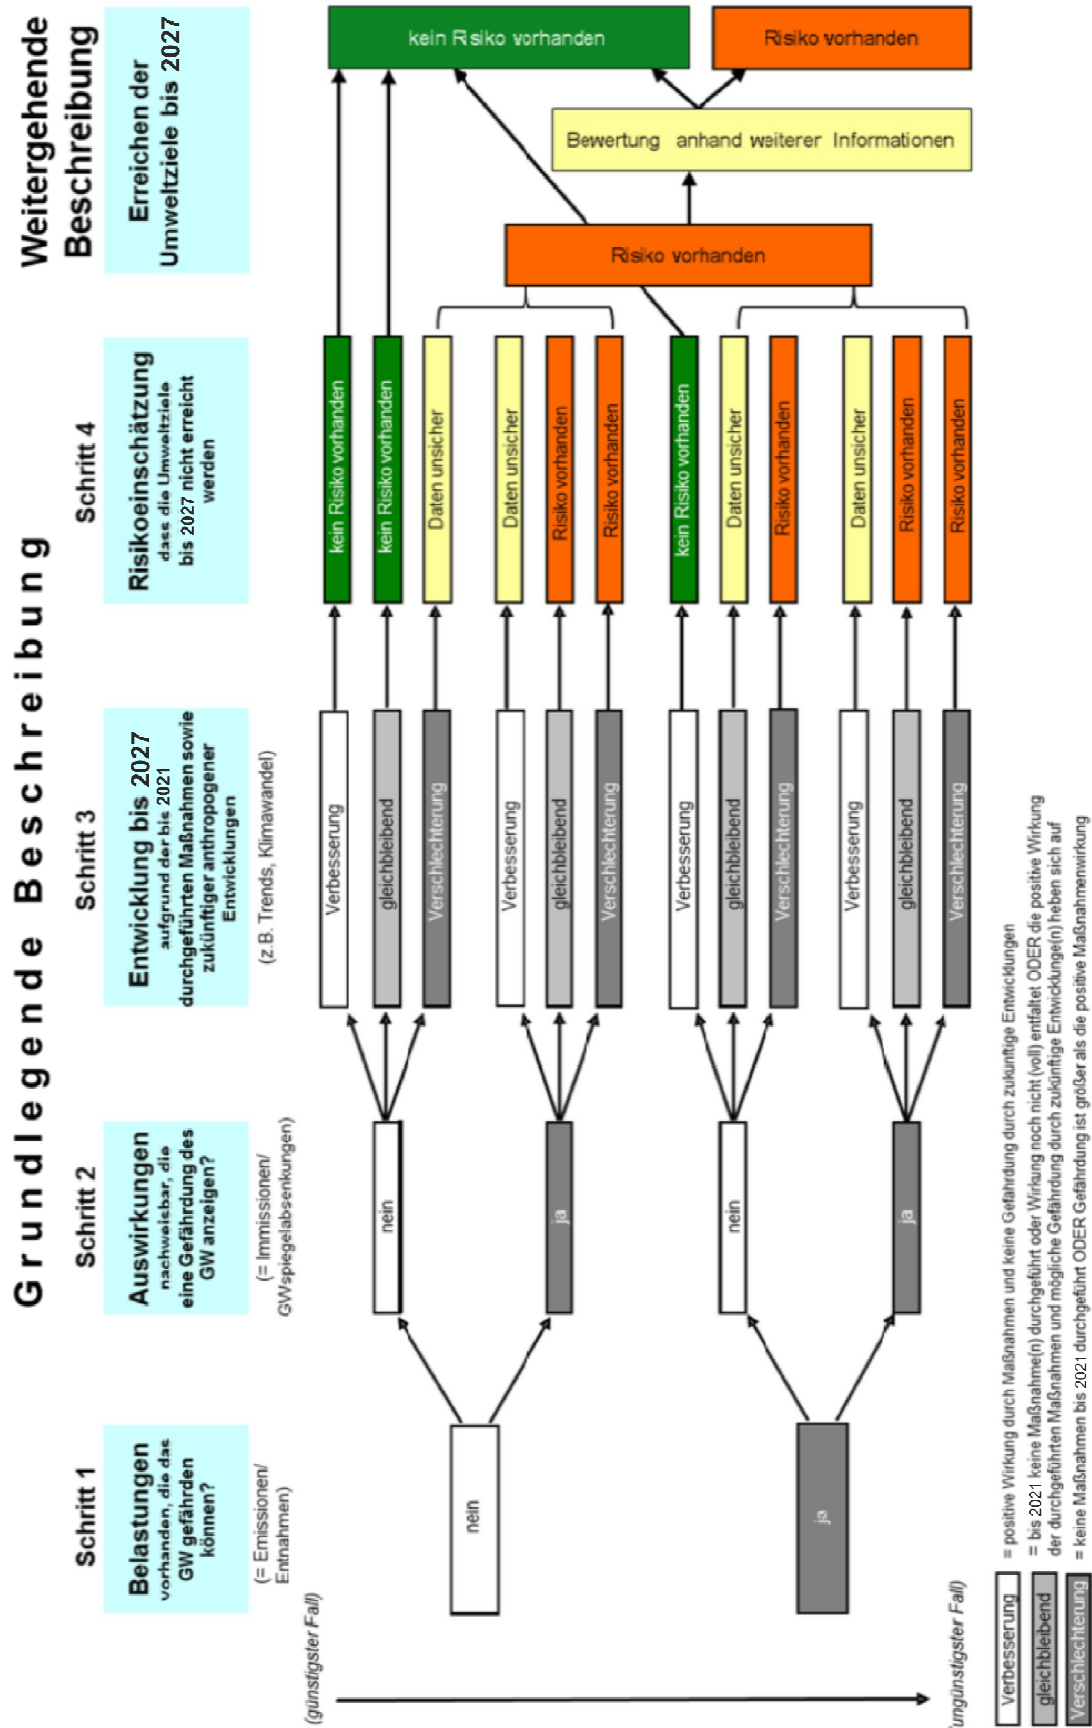 Grundlegende Beschreibung
Weitergehende
Beschreibung
Schritt 1
Schritt 2
Schritt 3
Schritt 4
Belastungen
vorhanden, die das
GW gefährden
können?
(= Emissionen/
Entnahmen)
Auswirkungen
nachweisbar, die
eine Gefährdung des
GW anzeigen?
(= Immissionen/
GWspiegelabsenkungen)
Entwicklung bis 2027
aufgrund der bis 2021
durchgeführten Maßnahmen sowie
zukünftiger anthropogener
Entwicklungen
(z.B. Trends, Klimawandel)
Risikoeinschätzung
dass die Umweltziele
bis 2027 nicht erreicht
werden
Erreichen der
Umweltziele bis 2027
(günstigster Fall)
nein
ja
nein
ja
nein
ja
Verbesserung
gleichbleibend
Verschlechterung
Verbesserung
gleichbleibend
Verschlechterung
Verbesserung
gleichbleibend
Verschlechterung
Verbesserung
gleichbleibend
Verschlechterung
kein Risiko vorhanden
kein Risiko vorhanden
Daten unsicher
Daten unsicher
Risiko vorhanden
Risiko vorhanden
kein Risiko vorhanden
Daten unsicher
Risiko vorhanden
Daten unsicher
Risiko vorhanden
Risiko vorhanden
Risiko vorhanden
Bewertung anhand weiterer Informationen
kein Risiko vorhanden
Risiko vorhanden
ungünstigster Fall)
Verbesserung = positive Wirkung durch Maßnahmen und keine Gefährdung durch zukünftige Entwicklungen
gleichbleibend = bis 2021 keine Maßnahme(n) durchgeführt oder Wirkung noch nicht (voll) entfaltet ODER die positive Wirkung
der durchgeführten Maßnahmen und mögliche Gefährdung durch zukünftige Entwicklunge(n) heben sich auf
Verschlechterung = keine Maßnahmen bis 2021 durchgeführt ODER Gefährdung ist größer als die positive Maßnahmenwirkung